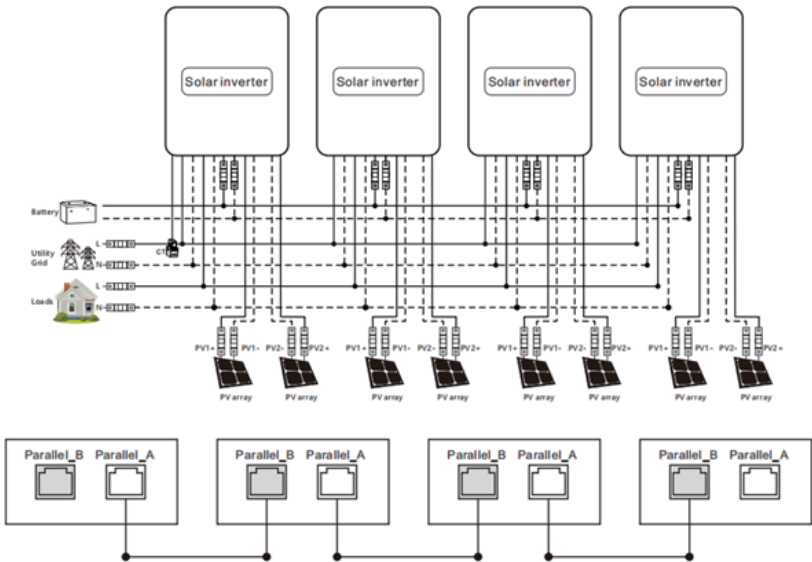 Solar inverter Solar inverter Solar inverter Solar inverter
Battery
Utility
Grid
L
CT
N
L
Loads
N
PV1+ PV1- PV2- PV2+ PV1+ PV1- PV2- PV2+ PV1+ PV1- PV2- PV2+ PV1+ PV1- PV2- PV2+
PV array PV array PV array PV array PV array PV array PV array PV array
Parallel_B Parallel_A Parallel_B Parallel_A Parallel_B Parallel_A Parallel_B Parallel_A